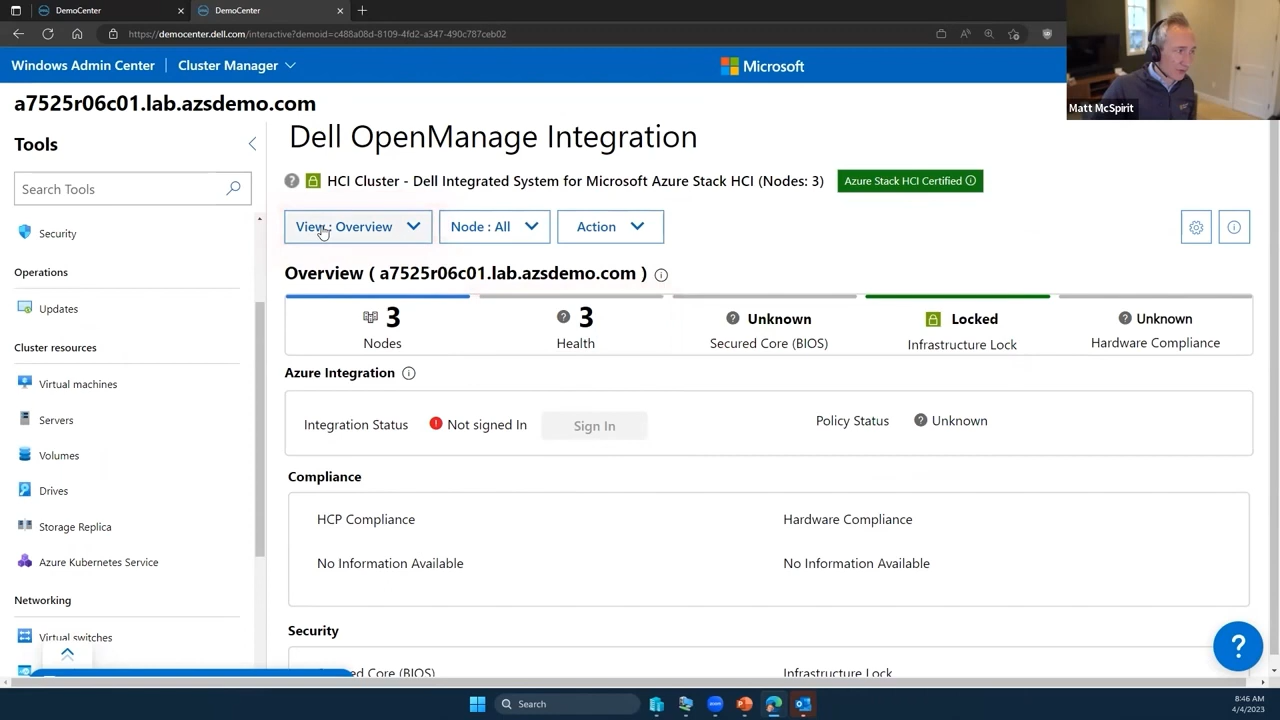 DemoCenter
DemoCenter
https://democenter.dell.com/interactive?demoid=c488a08d-8109-4fd2-a347-490c787ceb02
Windows Admin Center
Cluster Manager
Microsoft
Matt McSpirit
a7525r06c01.lab.azsdemo.com
Tools
Search Tools
Security
Operations
Updates
Cluster resources
Virtual machines
Servers
Volumes
Drives
Storage Replica
Azure Kubernetes Service
Networking
Virtual switches
Dell OpenManage Integration
HCI Cluster - Dell Integrated System for Microsoft Azure Stack HCI (Nodes: 3)
Azure Stack HCI Certified
View : Overview
Node : All
Action
Overview ( a7525r06c01.lab.azsdemo.com )
3
Nodes
3
Health
Unknown
Secured Core (BIOS)
Locked
Infrastructure Lock
Unknown
Hardware Compliance
Azure Integration
Integration Status
Not signed In
Sign In
Policy Status
Unknown
Compliance
HCP Compliance
Hardware Compliance
No Information Available
No Information Available
Security
Core (BIOS)
Infrastructure Lock
Search
8:46 AM
4/4/2023